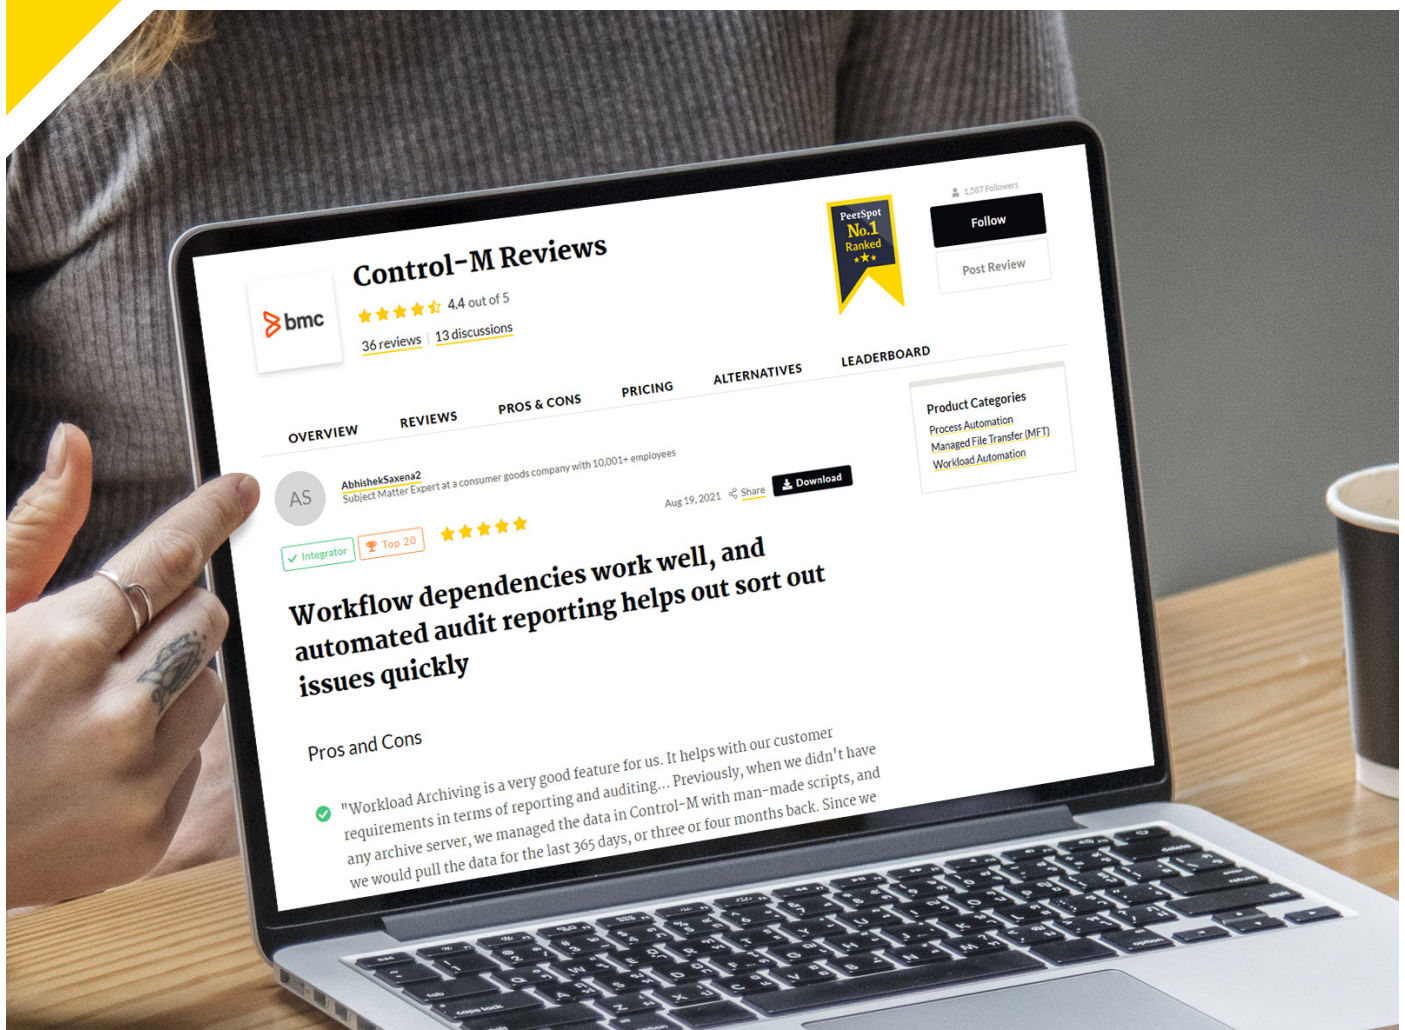 1,587 Followers
PeerSpot
No.1
Ranked
Follow
Post Review
bmc
Control-M Reviews
4.4 out of 5
36 reviews | 13 discussions
OVERVIEW
REVIEWS
PROS & CONS
PRICING
ALTERNATIVES
LEADERBOARD
Product Categories
Process Automation
Managed File Transfer (MFT)
Workload Automation
AS
AbhishekSaxena2
Subject Matter Expert at a consumer goods company with 10,001+ employees
Aug 19, 2021
Share
Download
Integrator
Top 20
Workflow dependencies work well, and
automated audit reporting helps out sort out
issues quickly
Pros and Cons
"Workload Archiving is a very good feature for us. It helps with our customer
requirements in terms of reporting and auditing... Previously, when we didn't have
any archive server, we managed the data in Control-M with man-made scripts, and
we would pull the data for the last 365 days, or three or four months back. Since we
esc
tab
caps lock
delete
option
option